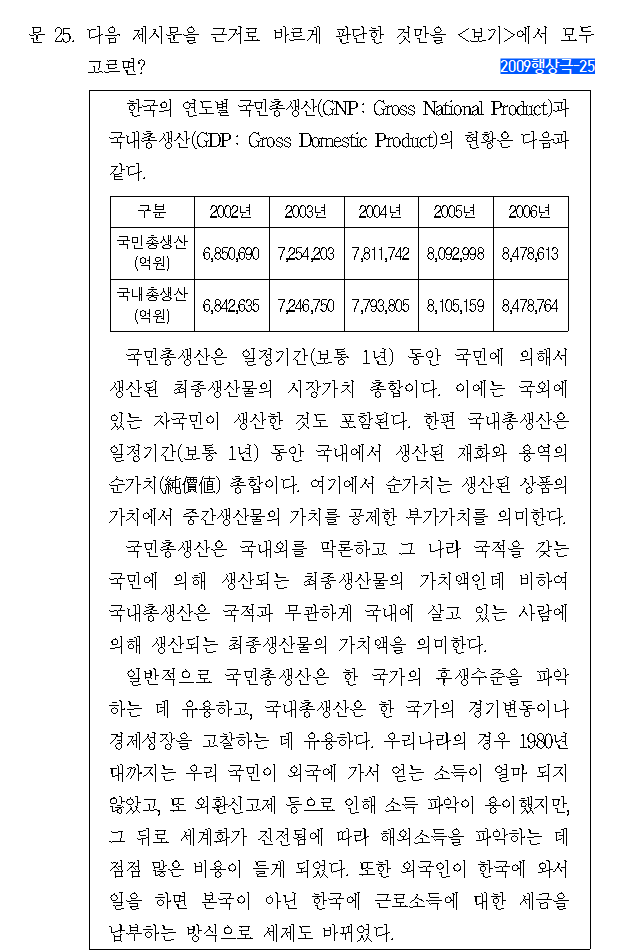 문 25. 다음 제시문을 근거로 바르게 판단한 것만을 <보기>에서 모두
고르면?
2009행상극-25
한국의 연도별 국민총생산(GNP : Gross National Product)과
국내총생산(GDP : Gross Domestic Product)의 현황은 다음과
같다.
구분 2002년 2003년 2004년 2005년 2006년
국민총생산(억원) 6,850,690 7,254,203 7,811,742 8,092,998 8,478,613
국내총생산(억원) 6,842,635 7,246,750 7,793,805 8,105,159 8,478,764
국민총생산은 일정기간(보통 1년) 동안 국민에 의해서
생산된 최종생산물의 시장가치 총합이다. 이에는 국외에
있는 자국민이 생산한 것도 포함된다. 한편 국내총생산은
일정기간(보통 1년) 동안 국내에서 생산된 재화와 용역의
순가치(純價値) 총합이다. 여기에서 순가치는 생산된 상품의
가치에서 중간생산물의 가치를 공제한 부가가치를 의미한다.
국민총생산은 국내외를 막론하고 그 나라 국적을 갖는
국민에 의해 생산되는 최종생산물의 가치액인데 비하여
국내총생산은 국적과 무관하게 국내에 살고 있는 사람에
의해 생산되는 최종생산물의 가치액을 의미한다.
일반적으로 국민총생산은 한 국가의 후생수준을 파악
하는 데 유용하고, 국내총생산은 한 국가의 경기변동이나
경제성장을 고찰하는 데 유용하다. 우리나라의 경우 1980년
대까지는 우리 국민이 외국에 가서 얻는 소득이 얼마 되지
않았고, 또 외환신고제 등으로 인해 소득 파악이 용이했지만,
그 뒤로 세계화가 진전됨에 따라 해외소득을 파악하는 데
점점 많은 비용이 들게 되었다. 또한 외국인이 한국에 와서
일을 하면 본국이 아닌 한국에 근로소득에 대한 세금을
납부하는 방식으로 세제도 바뀌었다.